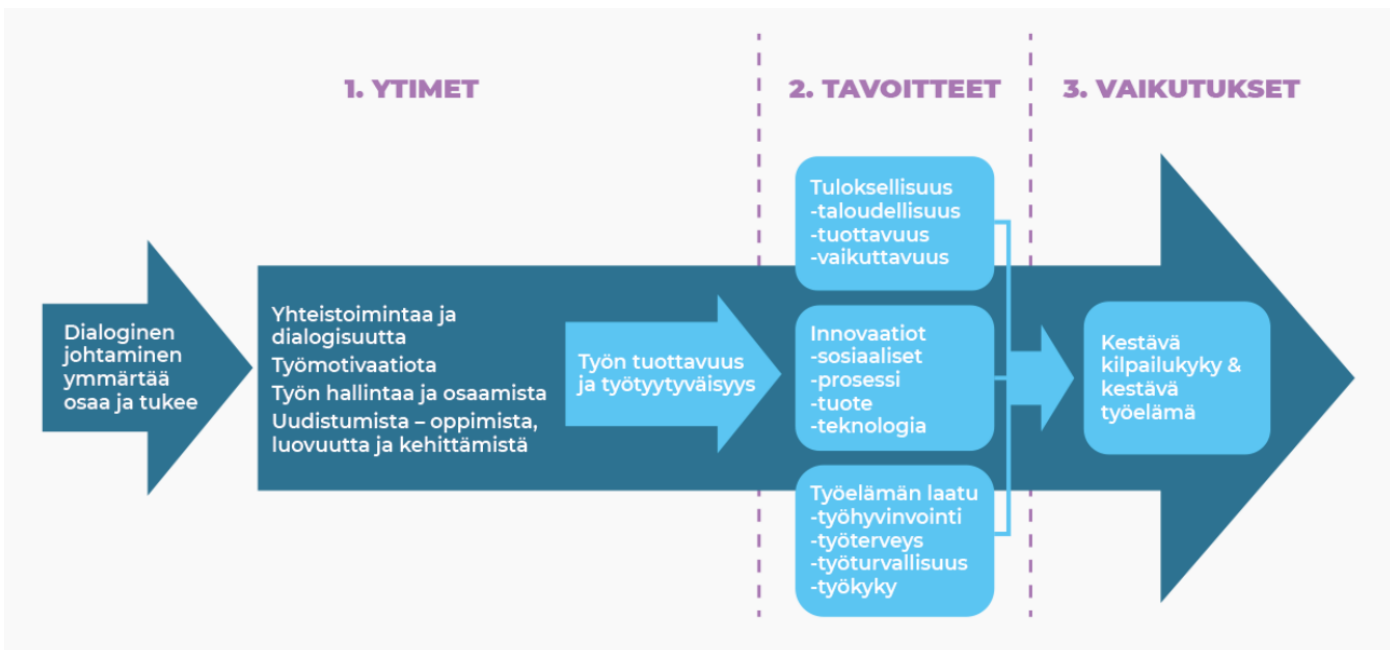 1. YTIMET
2. TAVOITTEET
3. VAIKUTUKSET
Dialoginen
johtaminen
ymmärtää
osaa ja tukee
Yhteistoimintaa ja
dialogisuutta
Työmotivaatiota
Työn hallintaa ja osaamista
Uudistumista – oppimista,
luovuutta ja kehittämistä
Työn tuottavuus
ja työtyytyväisyys
Tuloksellisuus
-taloudellisuus
-tuottavuus
-vaikuttavuus
Innovaatiot
-sosiaaliset
-prosessi
-tuote
-teknologia
Työelämän laatu
-työhyvinvointi
-työterveys
-työturvallisuus
-työkyky
Kestävä
kilpailukyky &
kestävä
työelämä